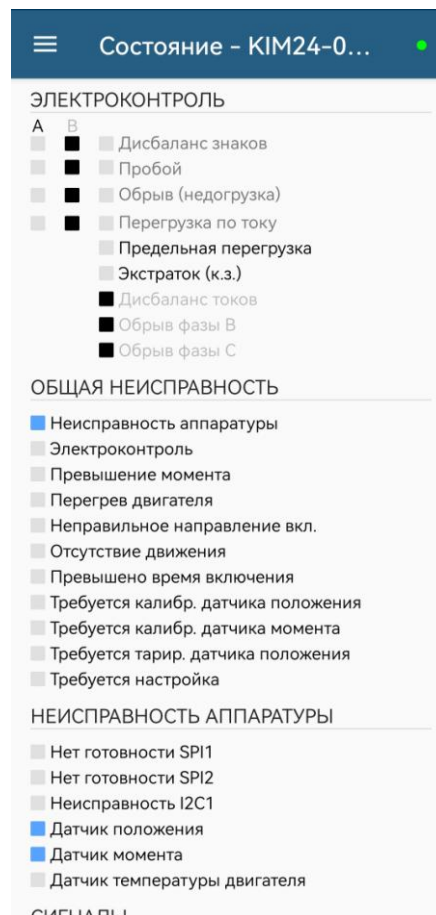 Состояние - KIM24-0...
ЭЛЕКТРОКОНТРОЛЬ
A B
Дисбаланс знаков
Пробой
Обрыв (недогрузка)
Перегрузка по току
Предельная перегрузка
Экстраток (к.з.)
Дисбаланс токов
Обрыв фазы B
Обрыв фазы C
ОБЩАЯ НЕИСПРАВНОСТЬ
Неисправность аппаратуры
Электроконтроль
Превышение момента
Перегрев двигателя
Неправильное направление вкл.
Отсутствие движения
Превышено время включения
Требуется калибр. датчика положения
Требуется калибр. датчика момента
Требуется тарир. датчика положения
Требуется настройка
НЕИСПРАВНОСТЬ АППАРАТУРЫ
Нет готовности SPI1
Нет готовности SPI2
Неисправность I2C1
Датчик положения
Датчик момента
Датчик температуры двигателя
СИГНАЛЫ